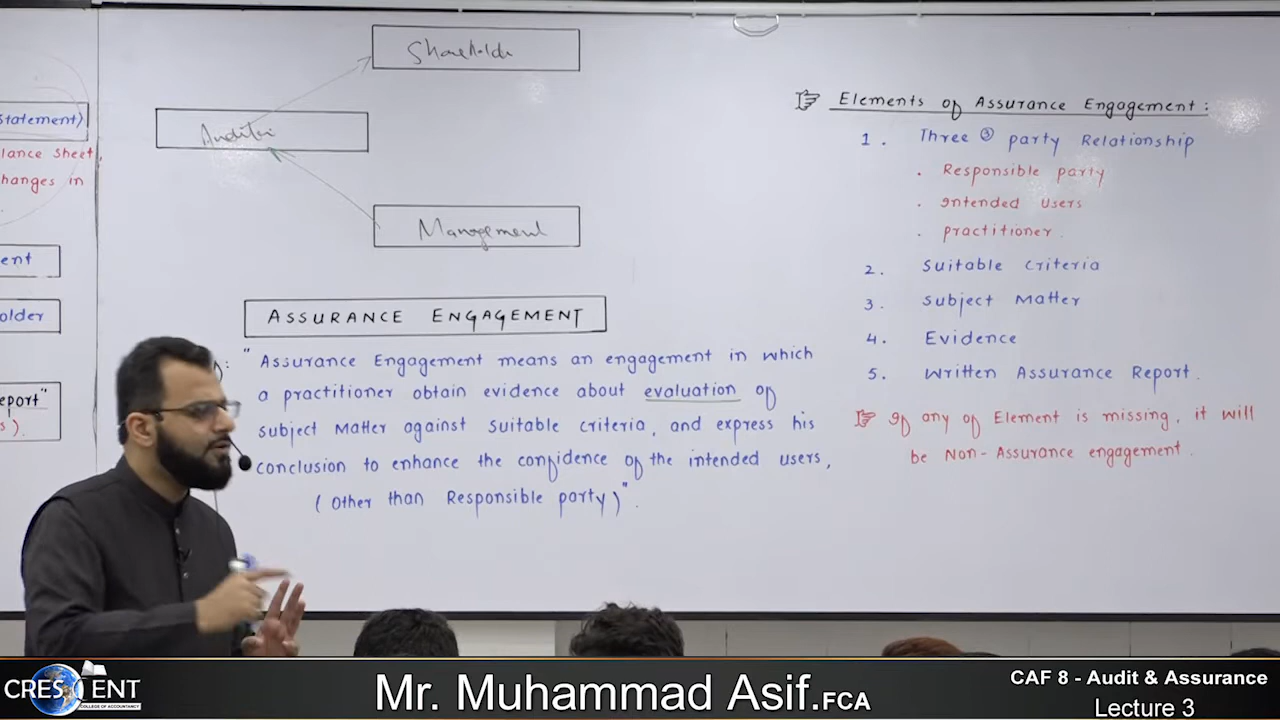 Statement)
lance Sheet,
hanges in
ent
older
eport"
s).
Shareholder
Auditor
Management
ASSURANCE ENGAGEMENT
: "Assurance Engagement means an engagement in which
a practitioner obtain evidence about evaluation of
subject Matter against suitable criteria, and express his
conclusion to enhance the confidence of the intended users,
(Other than Responsible party)".
Elements of Assurance Engagement:
1. Three ③ party Relationship
. Responsible party
. Intended Users
. practitioner.
2. Suitable Criteria
3. Subject Matter
4. Evidence
5. Written Assurance Report.
If any of Element is missing, it will
be Non-Assurance engagement.
CRESCENT
COLLEGE OF ACCOUNTANCY
Mr. Muhammad Asif.FCA
CAF 8 - Audit & Assurance
Lecture 3